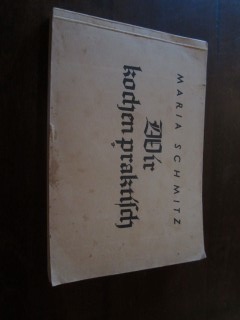 MARIA SCHMITZ
Wir
kochen praktisch